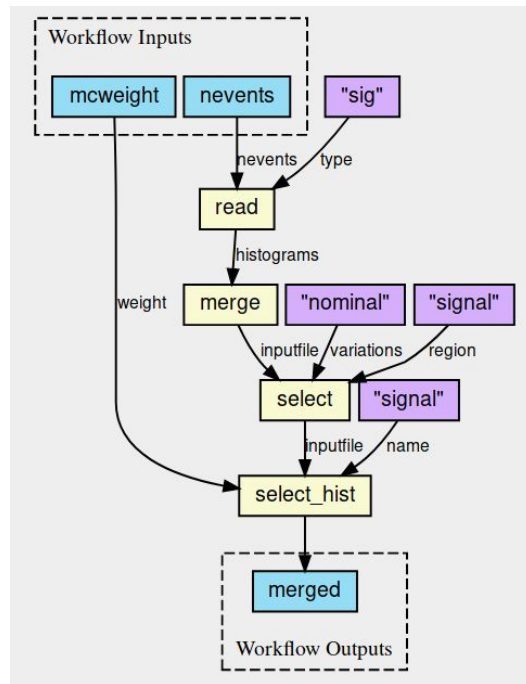 Workflow Inputs
mcweight
nevents
"sig"
nevents
type
read
histograms
weight
merge
"nominal"
"signal"
inputfile
variations
region
select
"signal"
inputfile
name
select_hist
merged
Workflow Outputs